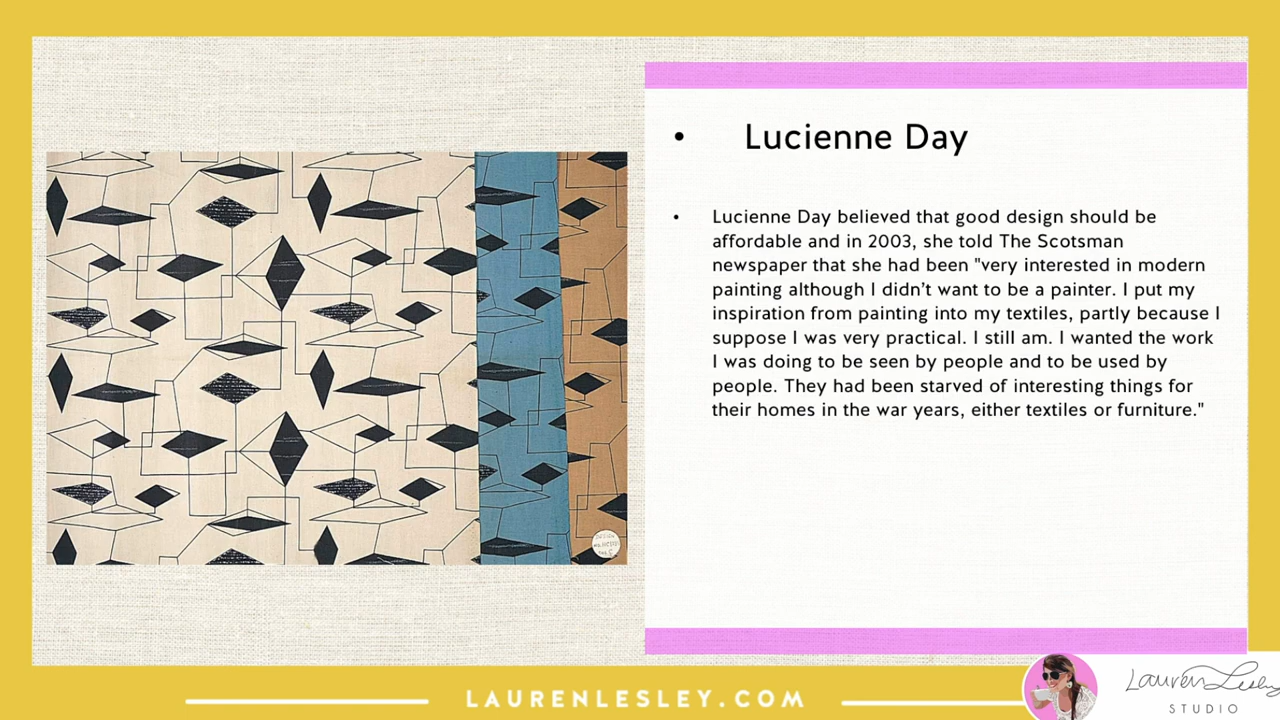 • Lucienne Day
• Lucienne Day believed that good design should be
affordable and in 2003, she told The Scotsman
newspaper that she had been "very interested in modern
painting although I didn’t want to be a painter. I put my
inspiration from painting into my textiles, partly because I
suppose I was very practical. I still am. I wanted the work
I was doing to be seen by people and to be used by
people. They had been starved of interesting things for
their homes in the war years, either textiles or furniture."
DESIGN
LAURENLESLEY.COM
Lauren Lesley
STUDIO